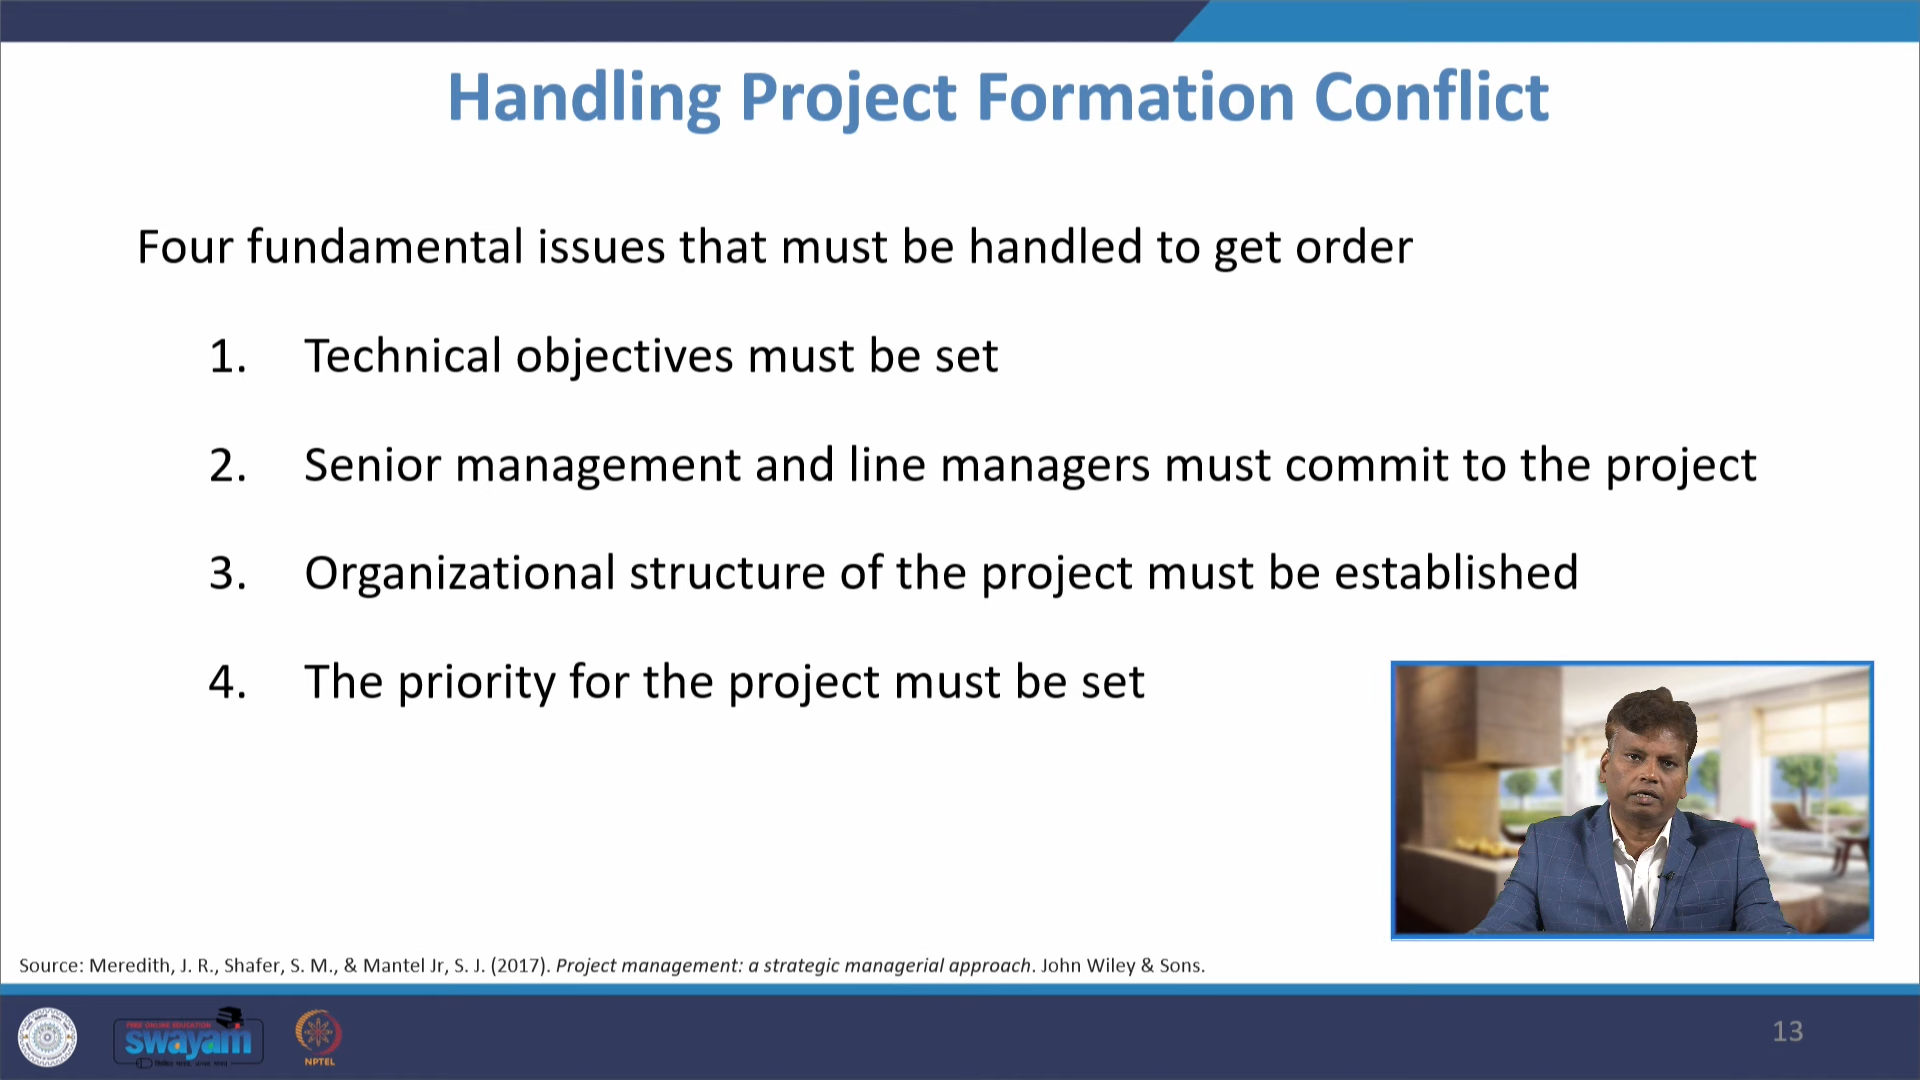 Handling Project Formation Conflict
Four fundamental issues that must be handled to get order
1. Technical objectives must be set
2. Senior management and line managers must commit to the project
3. Organizational structure of the project must be established
4. The priority for the project must be set
Source: Meredith, J. R., Shafer, S. M., & Mantel Jr, S. J. (2017). Project management: a strategic managerial approach. John Wiley & Sons.
FREE ONLINE EDUCATION
swayam
NPTEL
13